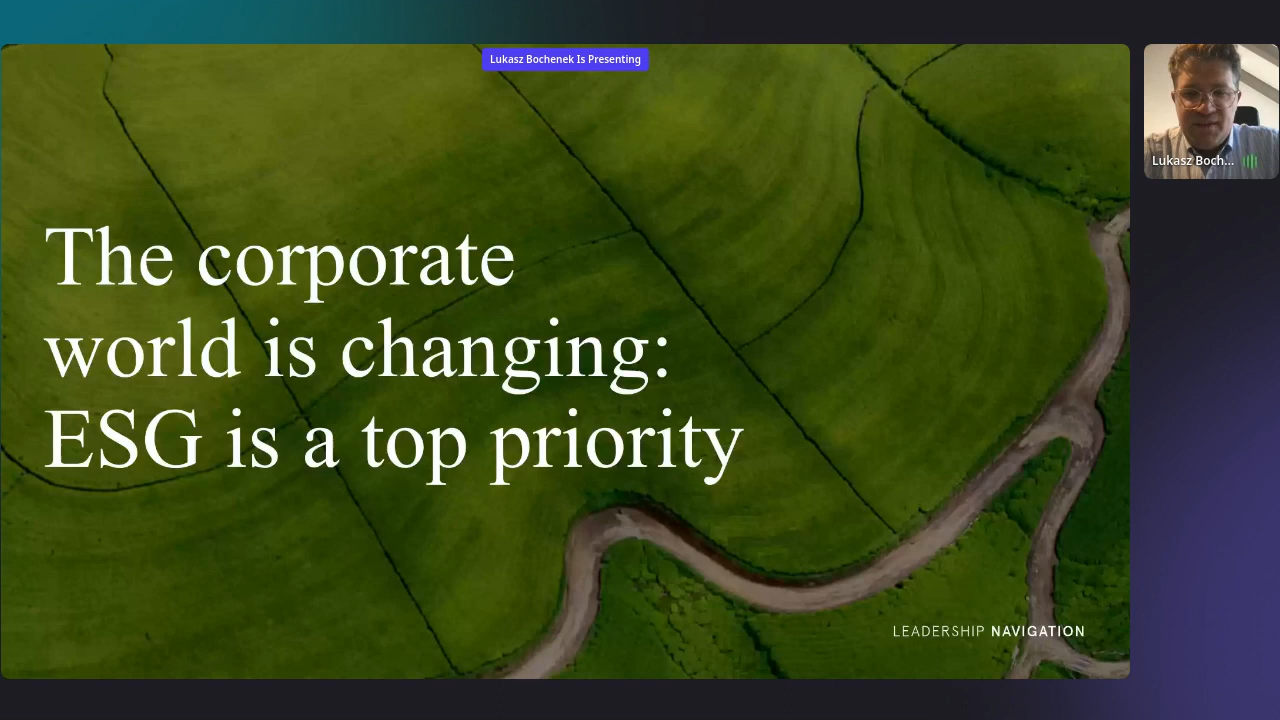 Lukasz Bochenek Is Presenting
Lukasz Boch...
The corporate
world is changing:
ESG is a top priority
LEADERSHIP NAVIGATION